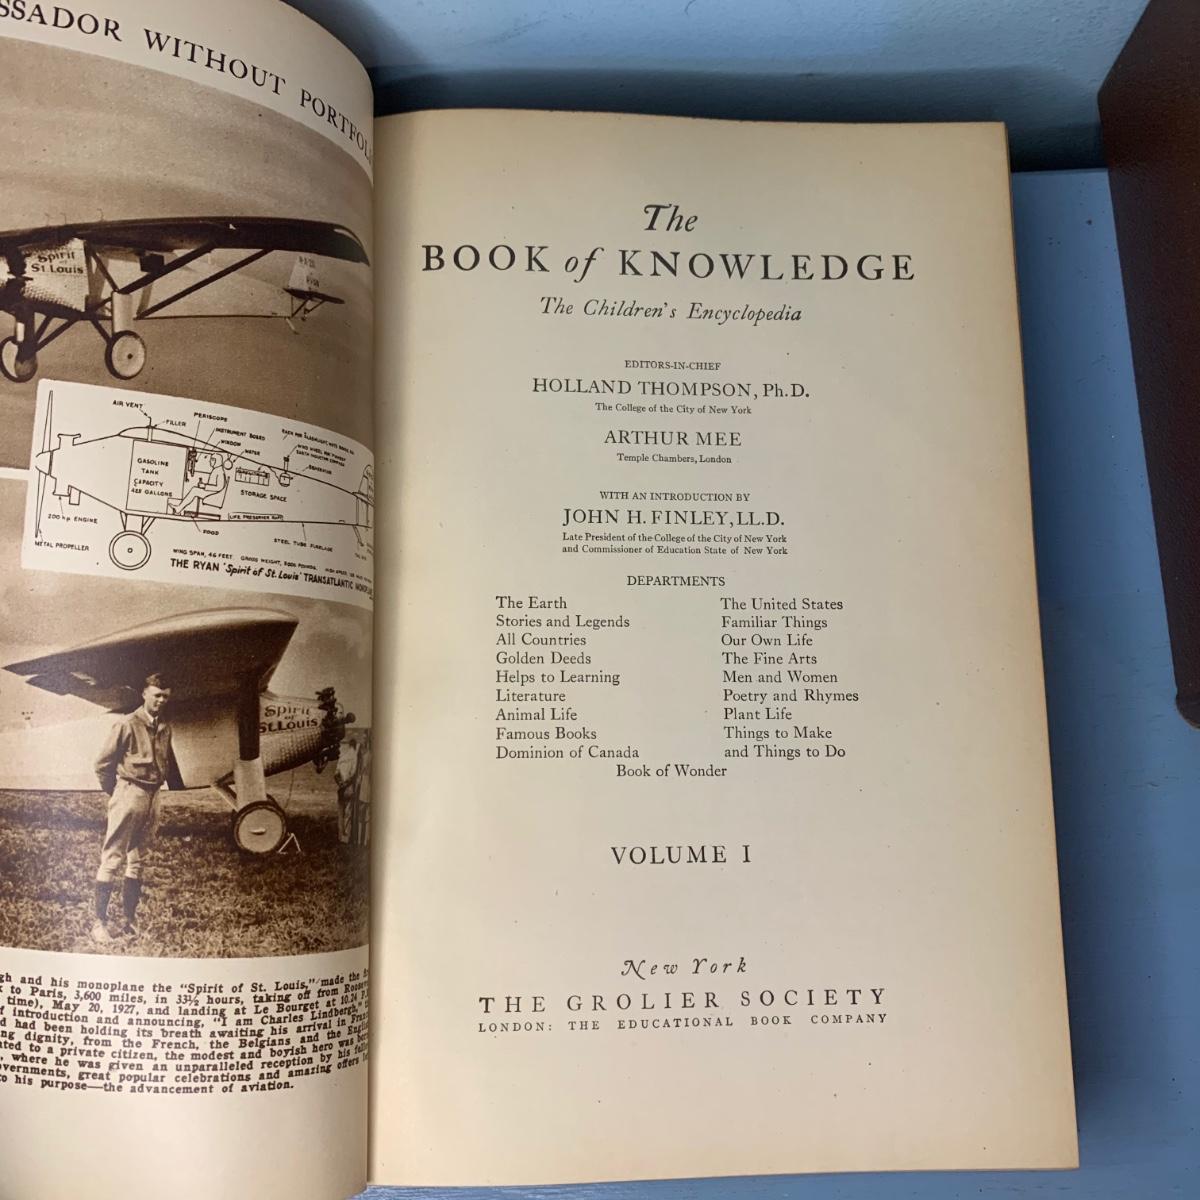 WITHOUT
Spirit
of
St. Louis
AIR VENT
FILLER
PERISCOPE
INSTRUMENT BOARD
WINDOW
GASOLINE
TANK
CAPACITY
STORAGE SPACE
200 hp ENGINE
METAL PROPELLER
FOOD
STEEL TUBE FUSELAGE
WING SPAN, 46 FEET.
THE RYAN 'Spirit of St. Louis' TRANSATLANTIC
Spirit
of
St. Louis
and his monoplane the "Spirit of St. Louis," made the
to Paris, 3,600 miles, in 33½ hours, taking off from
time), May 20, 1927, and landing at Le Bourget at 10.24
introduction and announcing, "I am Charles Lindbergh,"
had been holding its breath awaiting his arrival in
dignity, from the French, the Belgians and the
to a private citizen, the modest and boyish hero was
where he was given an unparalleled reception by his
great popular celebrations and amazing offers
his purpose—the advancement of aviation.
The
BOOK of KNOWLEDGE
The Children's Encyclopedia
EDITORS-IN-CHIEF
HOLLAND THOMPSON, Ph.D.
The College of the City of New York
ARTHUR MEE
Temple Chambers, London
WITH AN INTRODUCTION BY
JOHN H. FINLEY, LL.D.
Late President of the College of the City of New York
and Commissioner of Education State of New York
DEPARTMENTS
The Earth
Stories and Legends
All Countries
Golden Deeds
Helps to Learning
Literature
Animal Life
Famous Books
Dominion of Canada
The United States
Familiar Things
Our Own Life
The Fine Arts
Men and Women
Poetry and Rhymes
Plant Life
Things to Make
and Things to Do
Book of Wonder
VOLUME I
New York
THE GROLIER SOCIETY
LONDON: THE EDUCATIONAL BOOK COMPANY